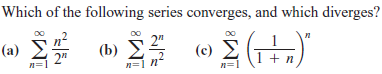 Which of the following series converges, and which diverges?
(a) ∞∑n=1 n²/2ⁿ (b) ∞∑n=1 2ⁿ/n² (c) ∞∑n=1 (1/(1 + n))ⁿ